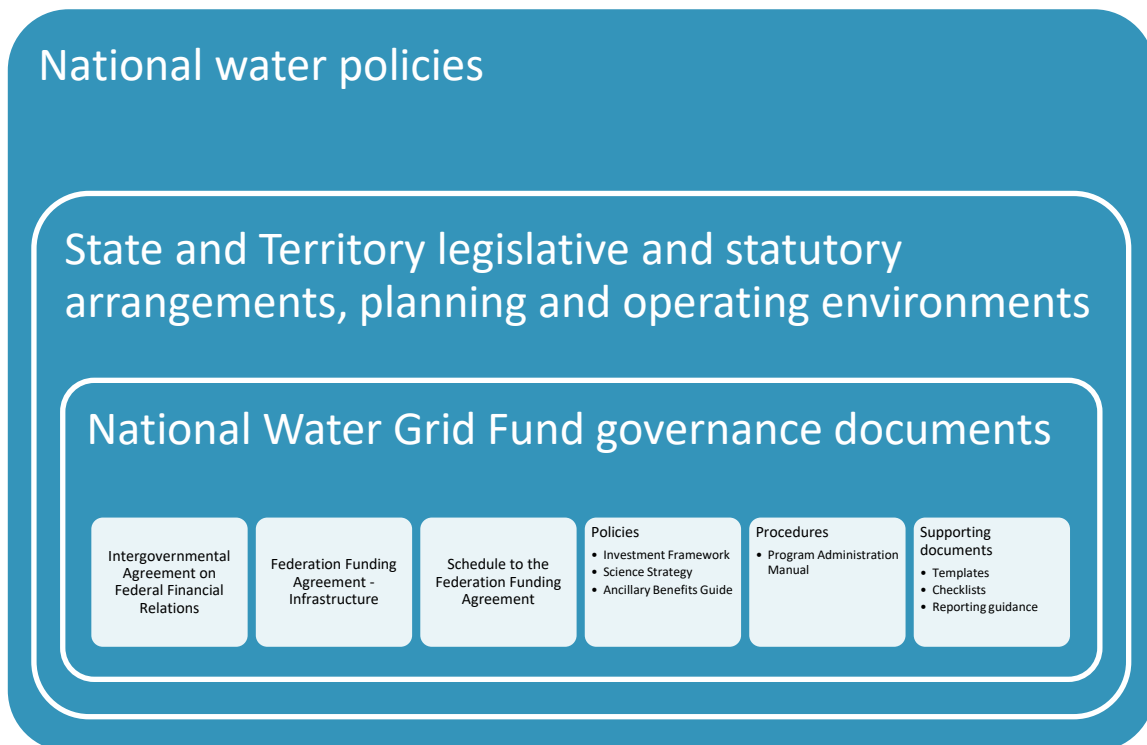 National water policies
State and Territory legislative and statutory
arrangements, planning and operating environments
National Water Grid Fund governance documents
Intergovernmental
Agreement on
Federal Financial
Relations
Federation Funding
Agreement -
Infrastructure
Schedule to the
Federation Funding
Agreement
Policies
• Investment Framework
• Science Strategy
• Ancillary Benefits Guide
Procedures
• Program Administration
Manual
Supporting
documents
• Templates
• Checklists
• Reporting guidance